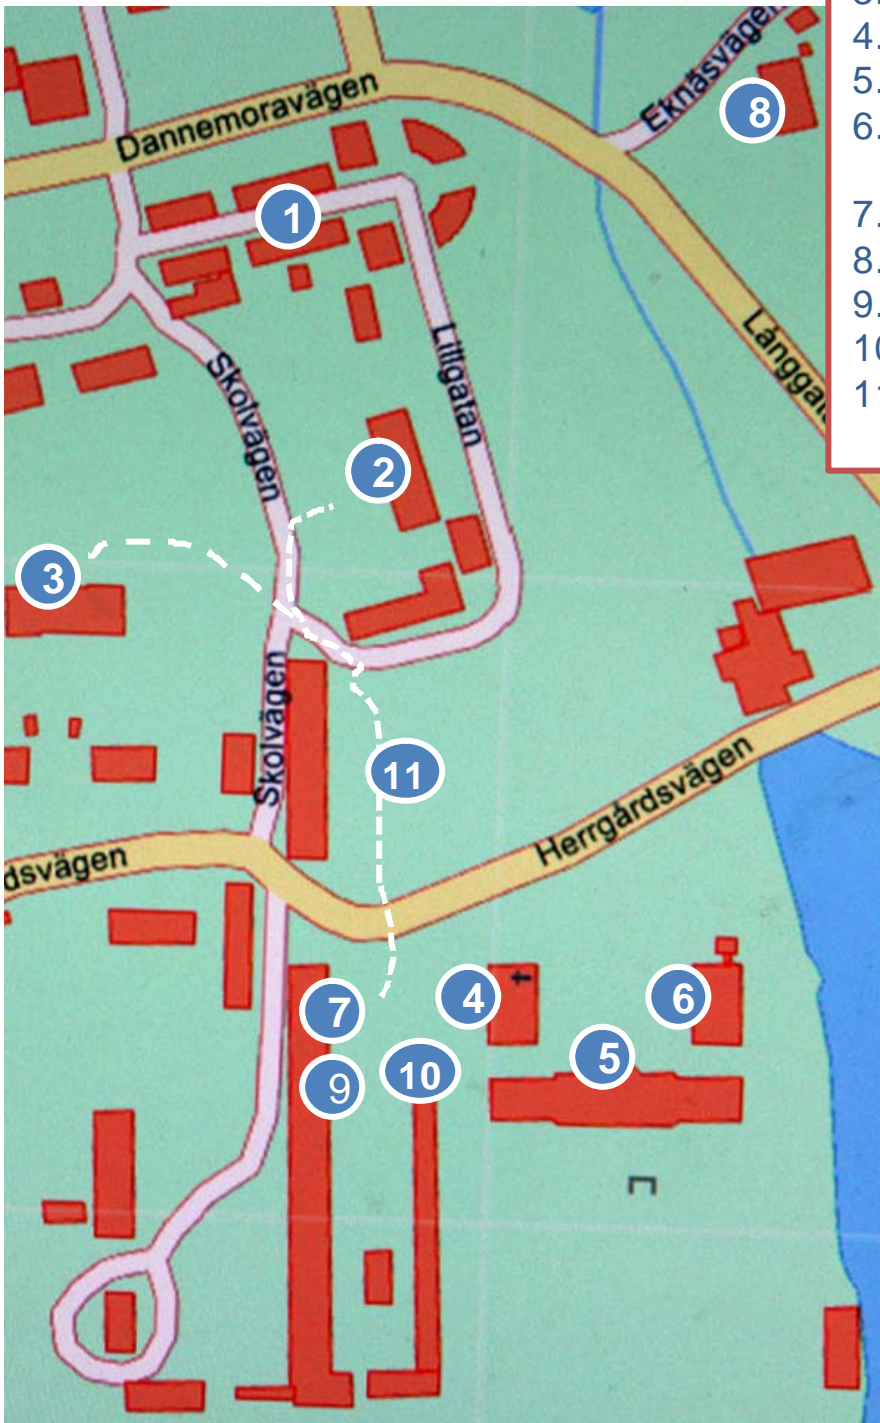 4.
5.
6.
7.
8.
9.
Eknäsvägen
8
Dannemoravägen
1
Långgat
Lillgatan
Skolvägen
2
3
Skolvägen
11
Herrgårdsvägen
dsvägen
4
6
7
5
10
9